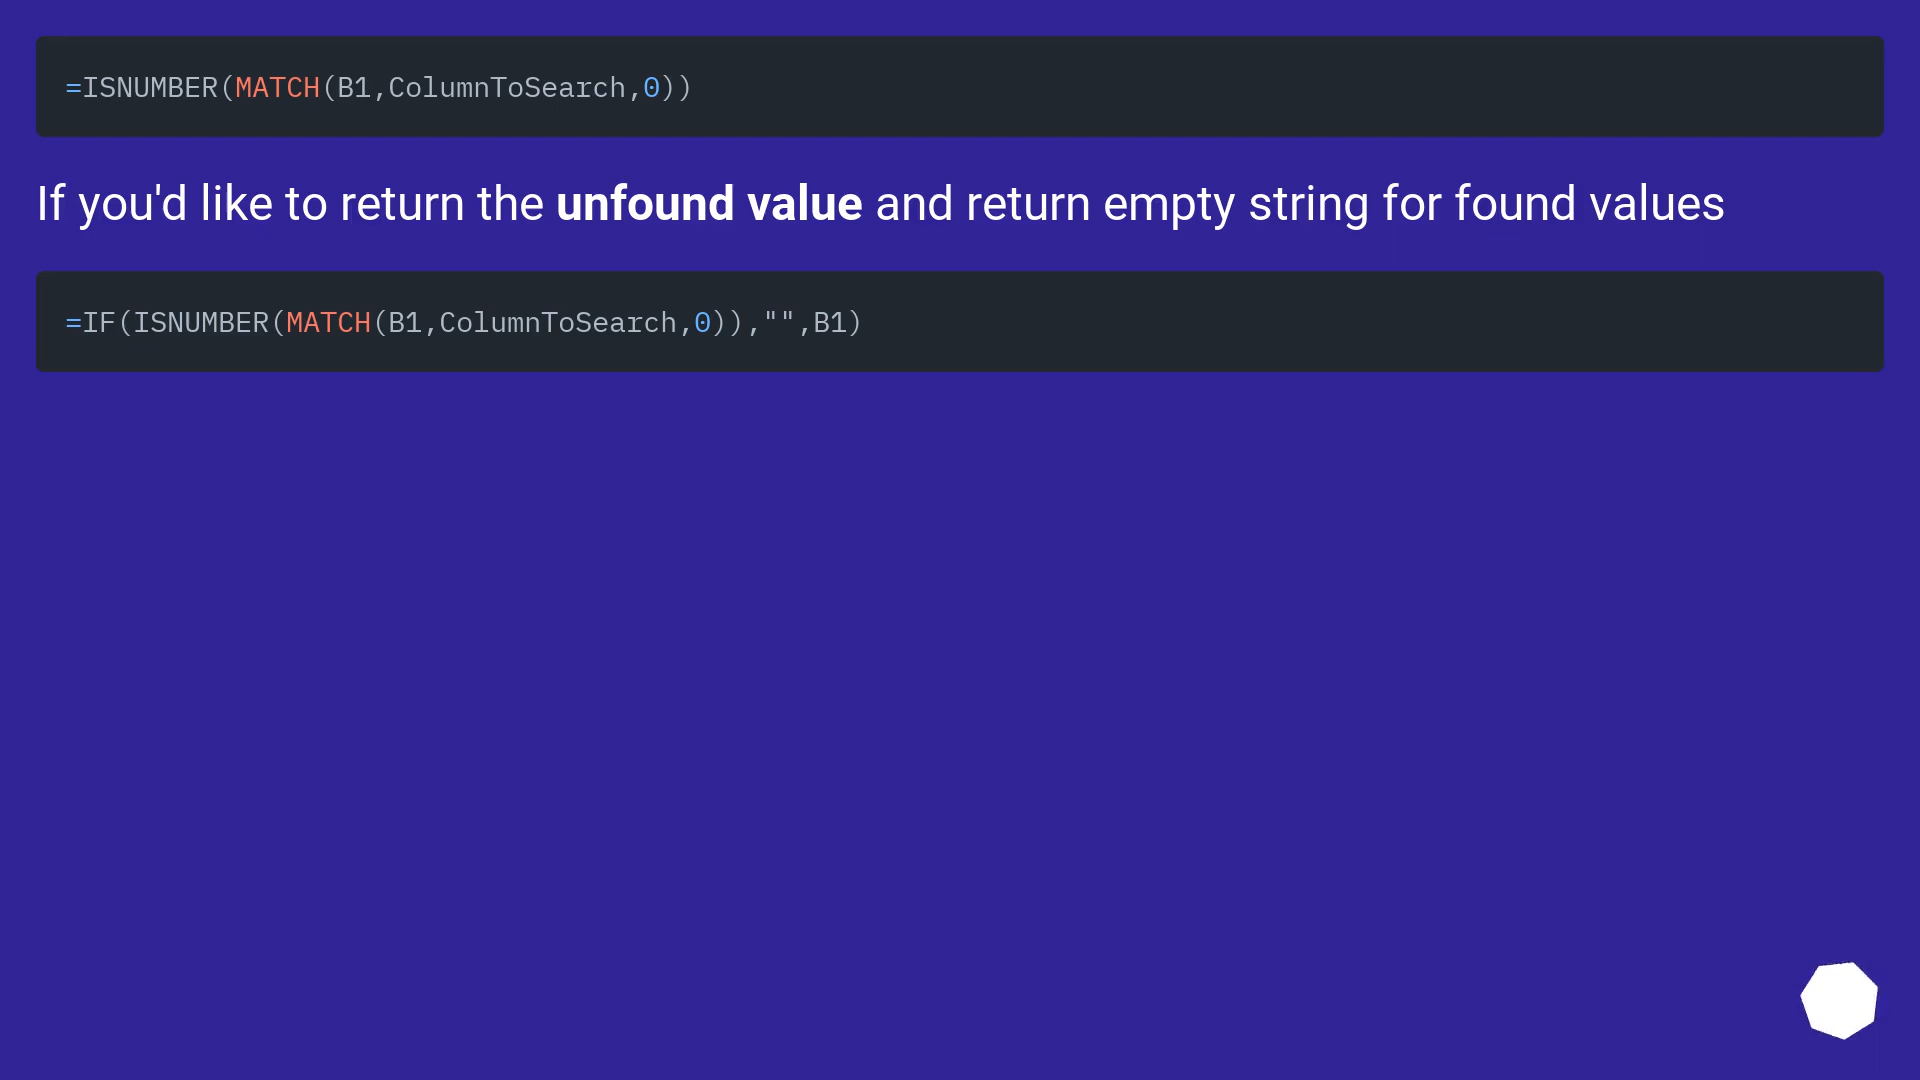 =ISNUMBER(MATCH(B1,ColumnToSearch,0))
If you'd like to return the unfound value and return empty string for found values
=IF(ISNUMBER(MATCH(B1,ColumnToSearch,0)),"",B1)